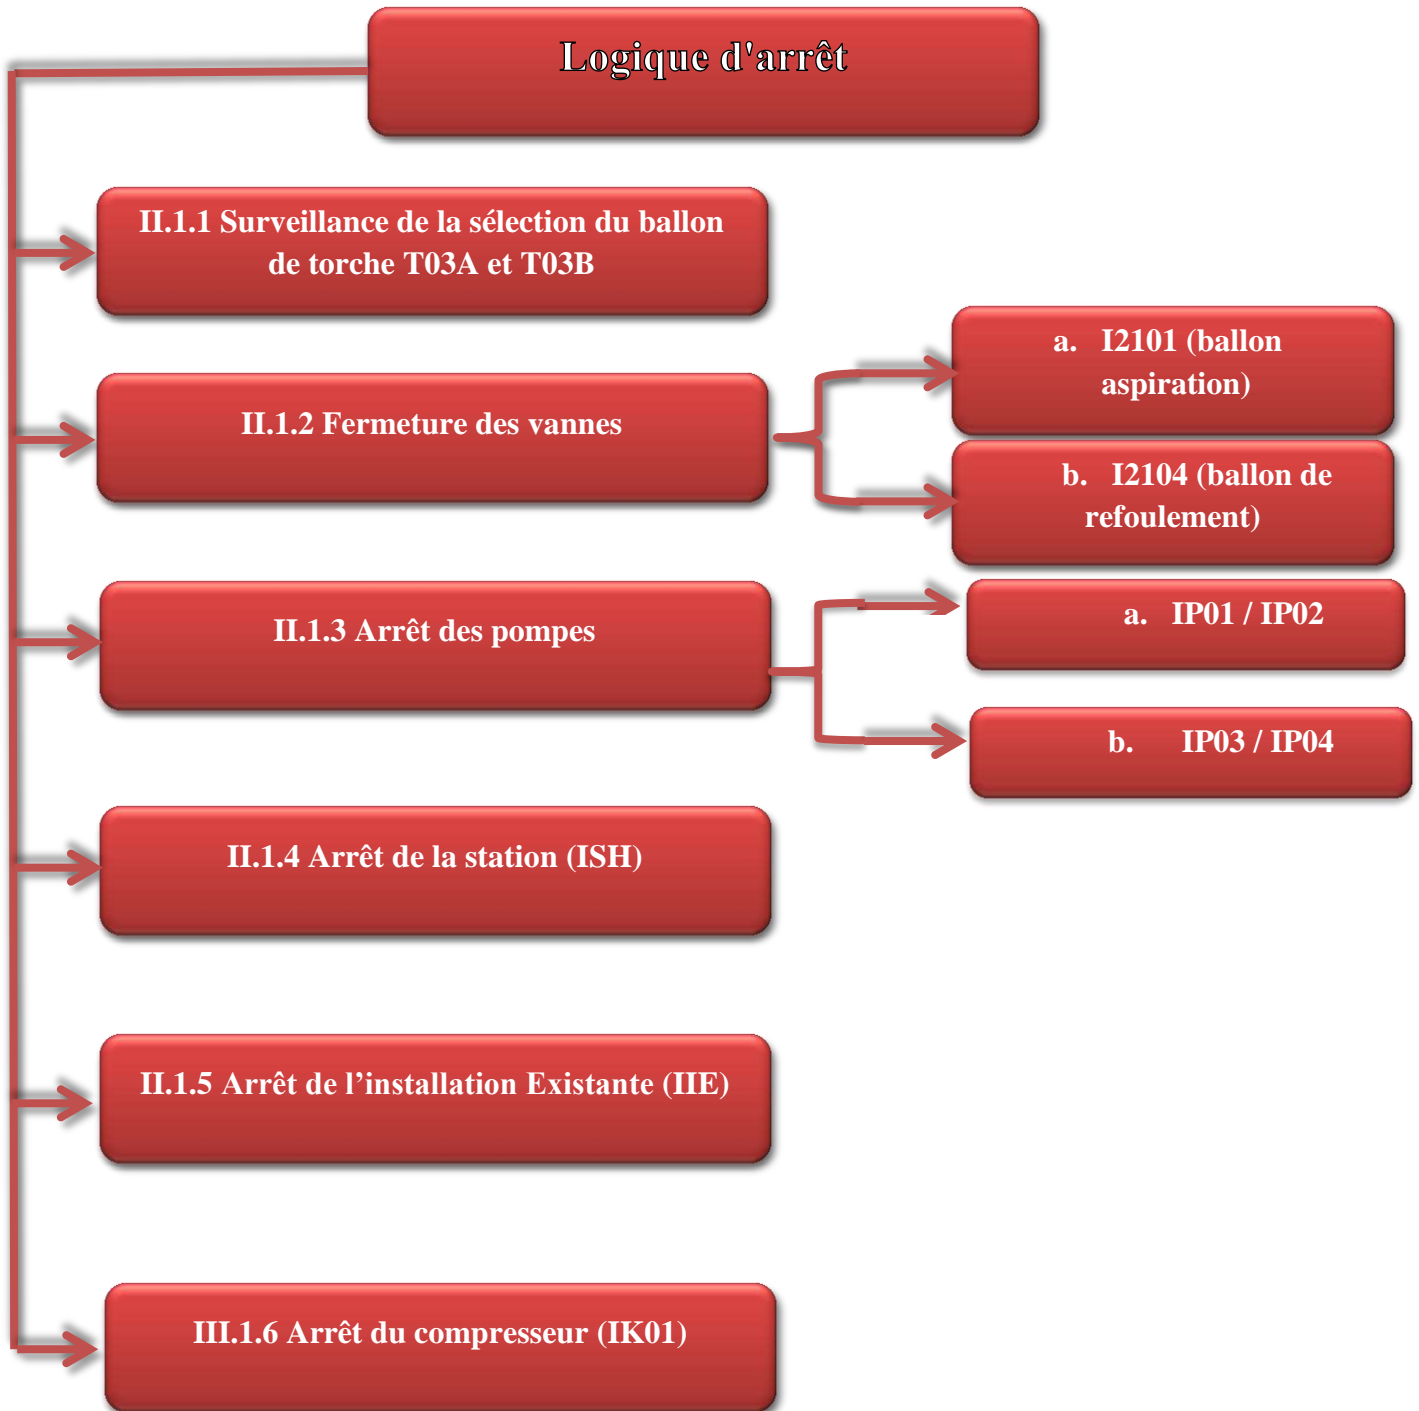 Logique d'arrêt
II.1.1 Surveillance de la sélection du ballon
de torche T03A et T03B
II.1.2 Fermeture des vannes
a. I2101 (ballon
aspiration)
b. I2104 (ballon de
refoulement)
II.1.3 Arrêt des pompes
a. IP01 / IP02
b. IP03 / IP04
II.1.4 Arrêt de la station (ISH)
II.1.5 Arrêt de l’installation Existante (IIE)
III.1.6 Arrêt du compresseur (IK01)